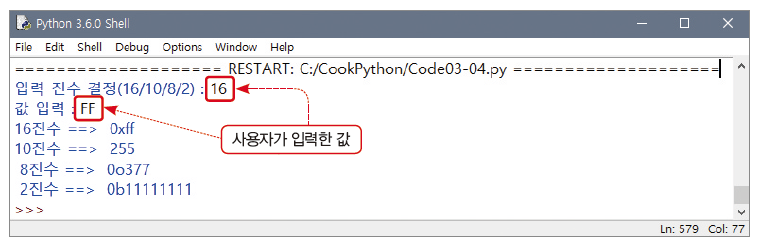 Python 3.6.0 Shell
File Edit Shell Debug Options Window Help
=================== RESTART: C:/CookPython/Code03-04.py ===================
입력 진수 결정(16/10/8/2) : 16
값 입력 : FF
사용자가 입력한 값
16진수 ==> 0xff
10진수 ==> 255
8진수 ==> 0o377
2진수 ==> 0b11111111
>>>
Ln: 579 Col: 77